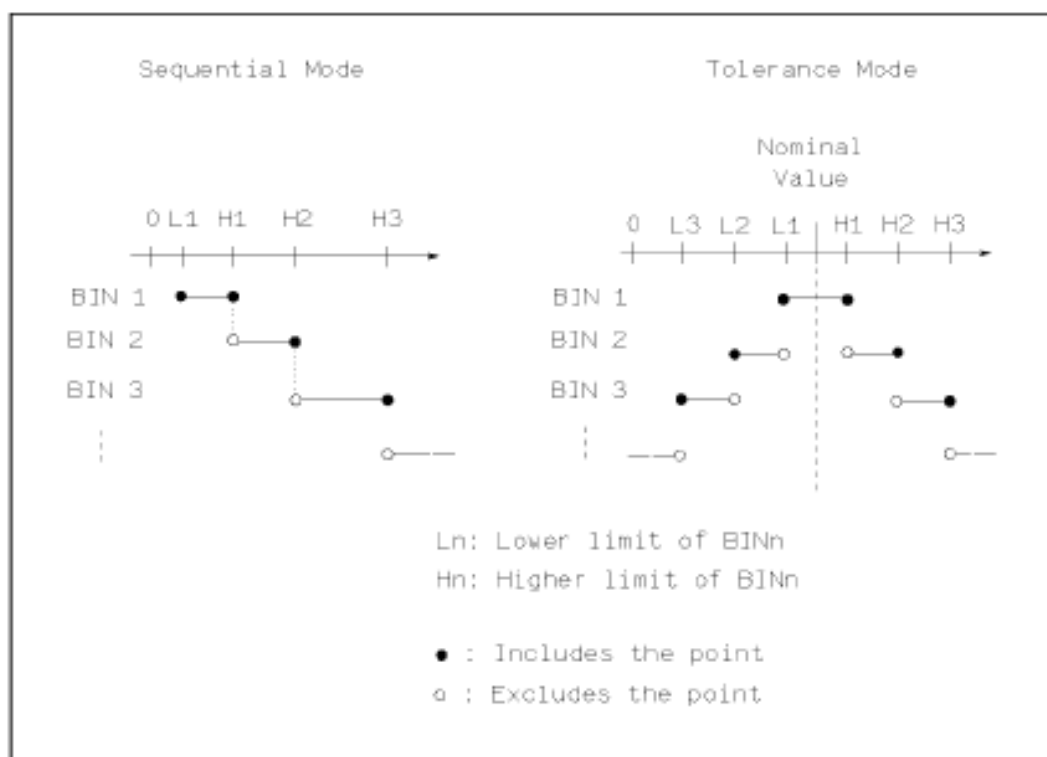 Sequential Mode
Tolerance Mode
Nominal
Value
0 L1 H1 H2 H3
0 L3 L2 L1 H1 H2 H3
BIN 1
BIN 2
BIN 3
BIN 1
BIN 2
BIN 3
Ln: Lower limit of BINn
Hn: Higher limit of BINn
● : Includes the point
○ : Excludes the point